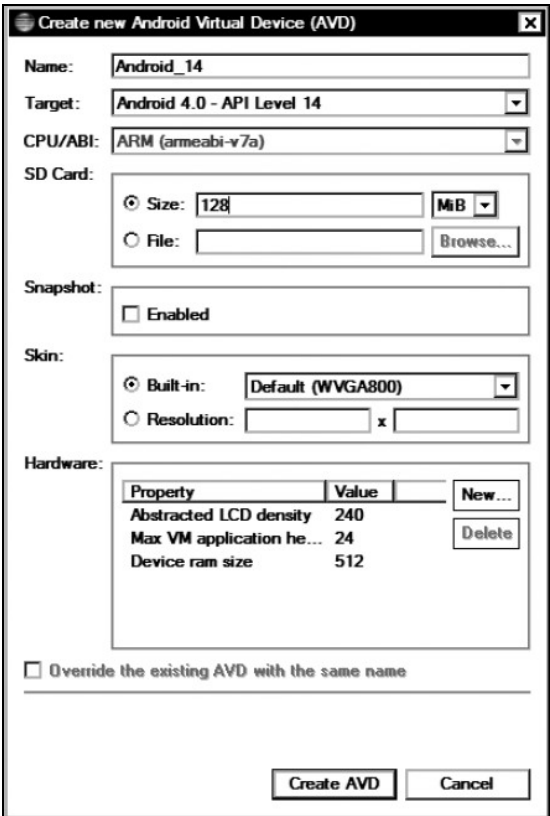 Create new Android Virtual Device (AVD)
Name: Android_14
Target: Android 4.0 - API Level 14
CPU/ABI: ARM (armeabi-v7a)
SD Card:
Size: 128 MiB
File: Browse...
Snapshot:
Enabled
Skin:
Built-in: Default (WVGA800)
Resolution: x
Hardware:
Property Value New...
Abstracted LCD density 240
Max VM application he... 24 Delete
Device ram size 512
Override the existing AVD with the same name
Create AVD Cancel